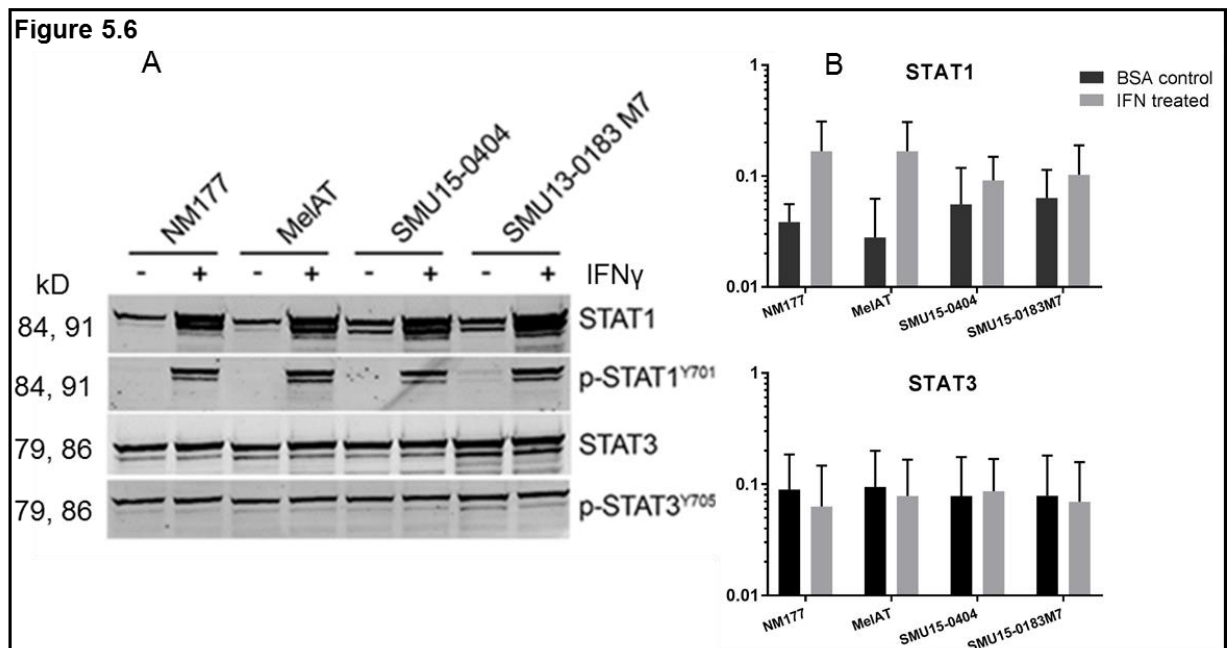 Figure 5.6
A
NM177
MelAT
SMU15-0404
SMU13-0183 M7
- + - + - + - + IFNγ
kD
84, 91 STAT1
84, 91 p-STAT1Y701
79, 86 STAT3
79, 86 p-STAT3Y705
B
STAT1
BSA control
IFN treated
1
0.1
0.01
NM177
MelAT
SMU15-0404
SMU15-0183M7
STAT3
1
0.1
0.01
NM177
MelAT
SMU15-0404
SMU15-0183M7